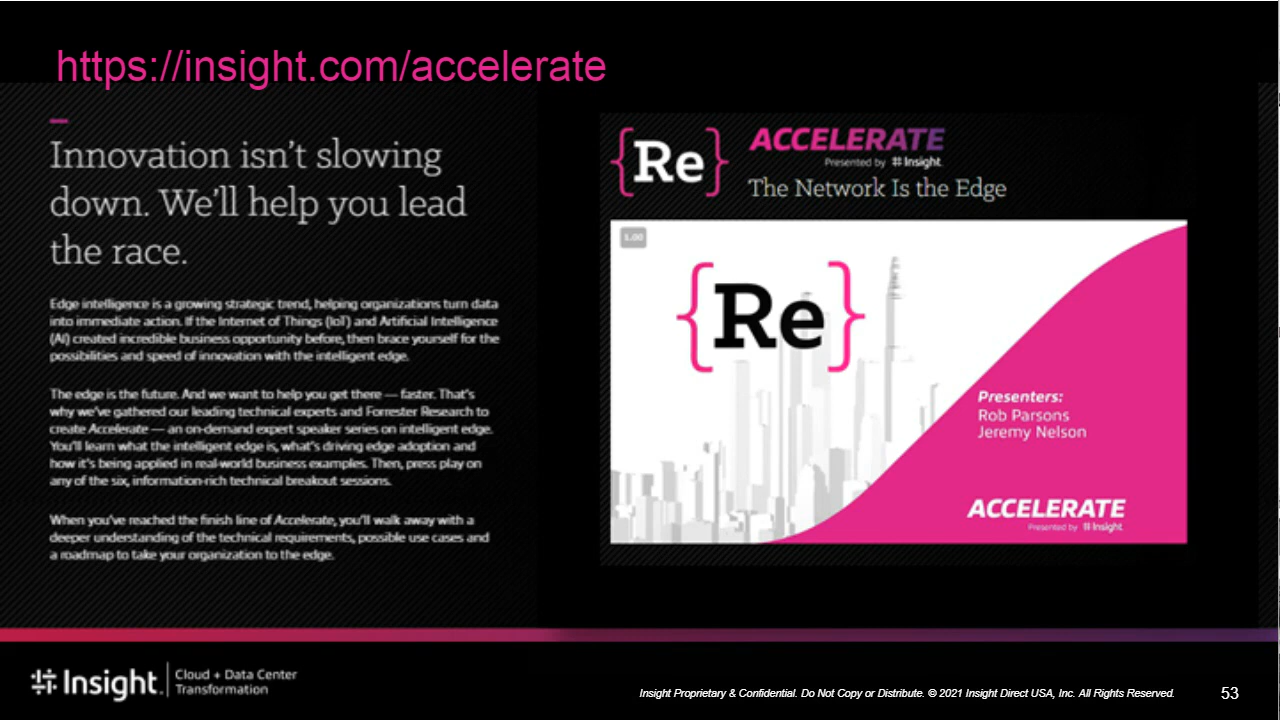 https://insight.com/accelerate
Innovation isn't slowing
down. We'll help you lead
the race.
Edge intelligence is a growing strategic trend, helping organizations turn data
into immediate action. If the Internet of Things (IoT) and Artificial Intelligence
(AI) created incredible business opportunity before, then brace yourself for the
possibilities and speed of innovation with the intelligent edge.
The edge is the future. And we want to help you get there — faster. That's
why we've gathered our leading technical experts and Forrester Research to
create Accelerate — an on-demand expert speaker series on intelligent edge.
You'll learn what the intelligent edge is, what's driving edge adoption and
how it's being applied in real-world business examples. Then, press play on
any of the six, information-rich technical breakout sessions.
When you've reached the finish line of Accelerate, you'll walk away with a
deeper understanding of the technical requirements, possible use cases and
a roadmap to take your organization to the edge.
{Re}
ACCELERATE
Presented by Insight.
The Network Is the Edge
1.00
{Re}
Presenters:
Rob Parsons
Jeremy Nelson
ACCELERATE
Presented by Insight.
Insight.
Cloud + Data Center
Transformation
Insight Proprietary & Confidential. Do Not Copy or Distribute. © 2021 Insight Direct USA, Inc. All Rights Reserved.
53